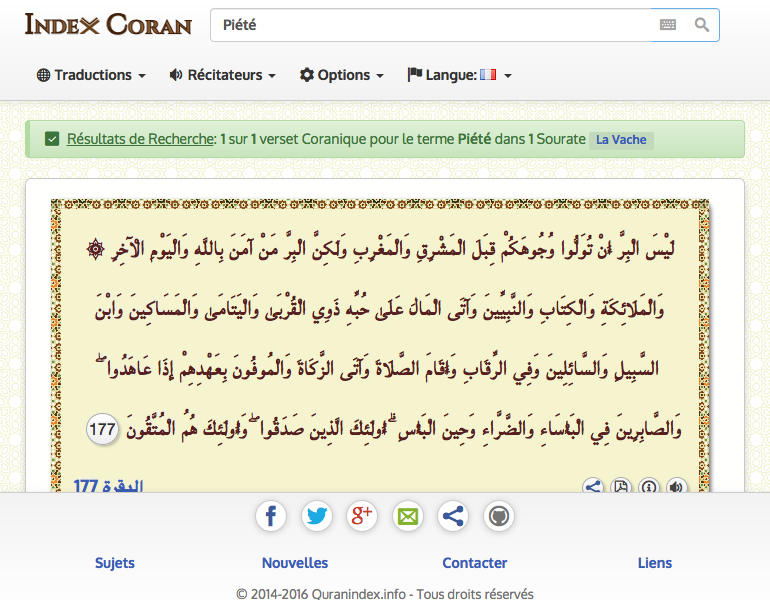 Index Coran
Piété
Traductions
Récitateurs
Options
Langue:
Résultats de Recherche: 1 sur 1 verset Coranique pour le terme Piété dans 1 Sourate La Vache
لَيْسَ الْبِرَّ أَنْ تُوَلُّوا وُجُوهَكُمْ قِبَلَ الْمَشْرِقِ وَالْمَغْرِبِ وَلَكِنَّ الْبِرَّ مَنْ آمَنَ بِاللَّهِ وَالْيَوْمِ الْآخِرِ ۞
وَالْمَلَائِكَةِ وَالْكِتَابِ وَالنَّبِيِّينَ وَآتَى الْمَالَ عَلَى حُبِّهِ ذَوِي الْقُرْبَى وَالْيَتَامَى وَالْمَسَاكِينَ وَابْنَ
السَّبِيلِ وَالسَّائِلِينَ وَفِي الرِّقَابِ وَأَقَامَ الصَّلَاةَ وَآتَى الزَّكَاةَ وَالْمُوفُونَ بِعَهْدِهِمْ إِذَا عَاهَدُوا ۖ
وَالصَّابِرِينَ فِي الْبَأْسَاءِ وَالضَّرَّاءِ وَحِينَ الْبَأْسِ ۗ أُولَئِكَ الَّذِينَ صَدَقُوا ۖ وَأُولَئِكَ هُمُ الْمُتَّقُونَ 177
البقرة 177
Sujets
Nouvelles
Contacter
Liens
© 2014-2016 Quranindex.info - Tous droits réservés